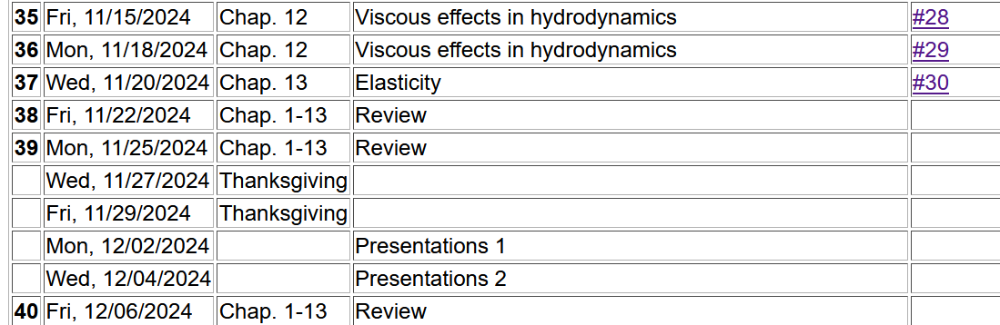 35 Fri, 11/15/2024 Chap. 12 Viscous effects in hydrodynamics #28
36 Mon, 11/18/2024 Chap. 12 Viscous effects in hydrodynamics #29
37 Wed, 11/20/2024 Chap. 13 Elasticity #30
38 Fri, 11/22/2024 Chap. 1-13 Review
39 Mon, 11/25/2024 Chap. 1-13 Review
Wed, 11/27/2024 Thanksgiving
Fri, 11/29/2024 Thanksgiving
Mon, 12/02/2024 Presentations 1
Wed, 12/04/2024 Presentations 2
40 Fri, 12/06/2024 Chap. 1-13 Review